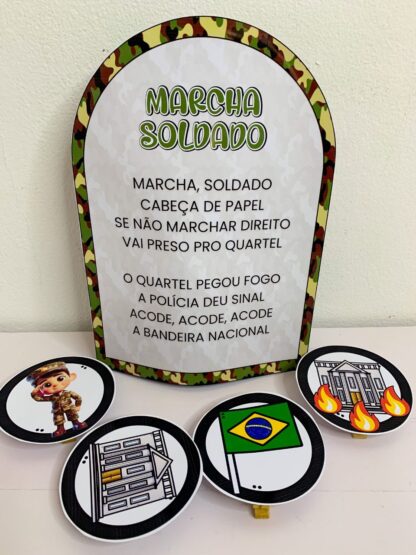 MARCHA
SOLDADO
MARCHA, SOLDADO
CABEÇA DE PAPEL
SE NÃO MARCHAR DIREITO
VAI PRESO PRO QUARTEL
O QUARTEL PEGOU FOGO
A POLÍCIA DEU SINAL
ACODE, ACODE, ACODE
A BANDEIRA NACIONAL